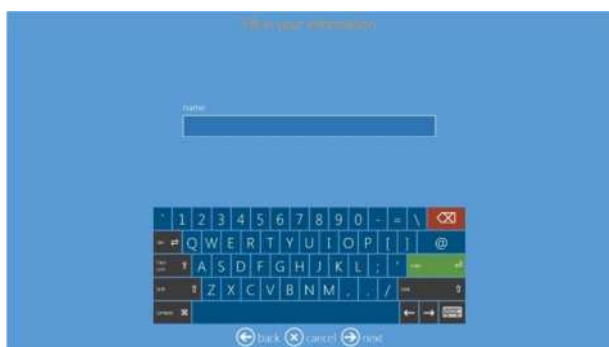 Fill in your information
name
` 1 2 3 4 5 6 7 8 9 0 - = \
Q W E R T Y U I O P [ ] @
A S D F G H J K L ; '
Z X C V B N M , . /
back cancel next